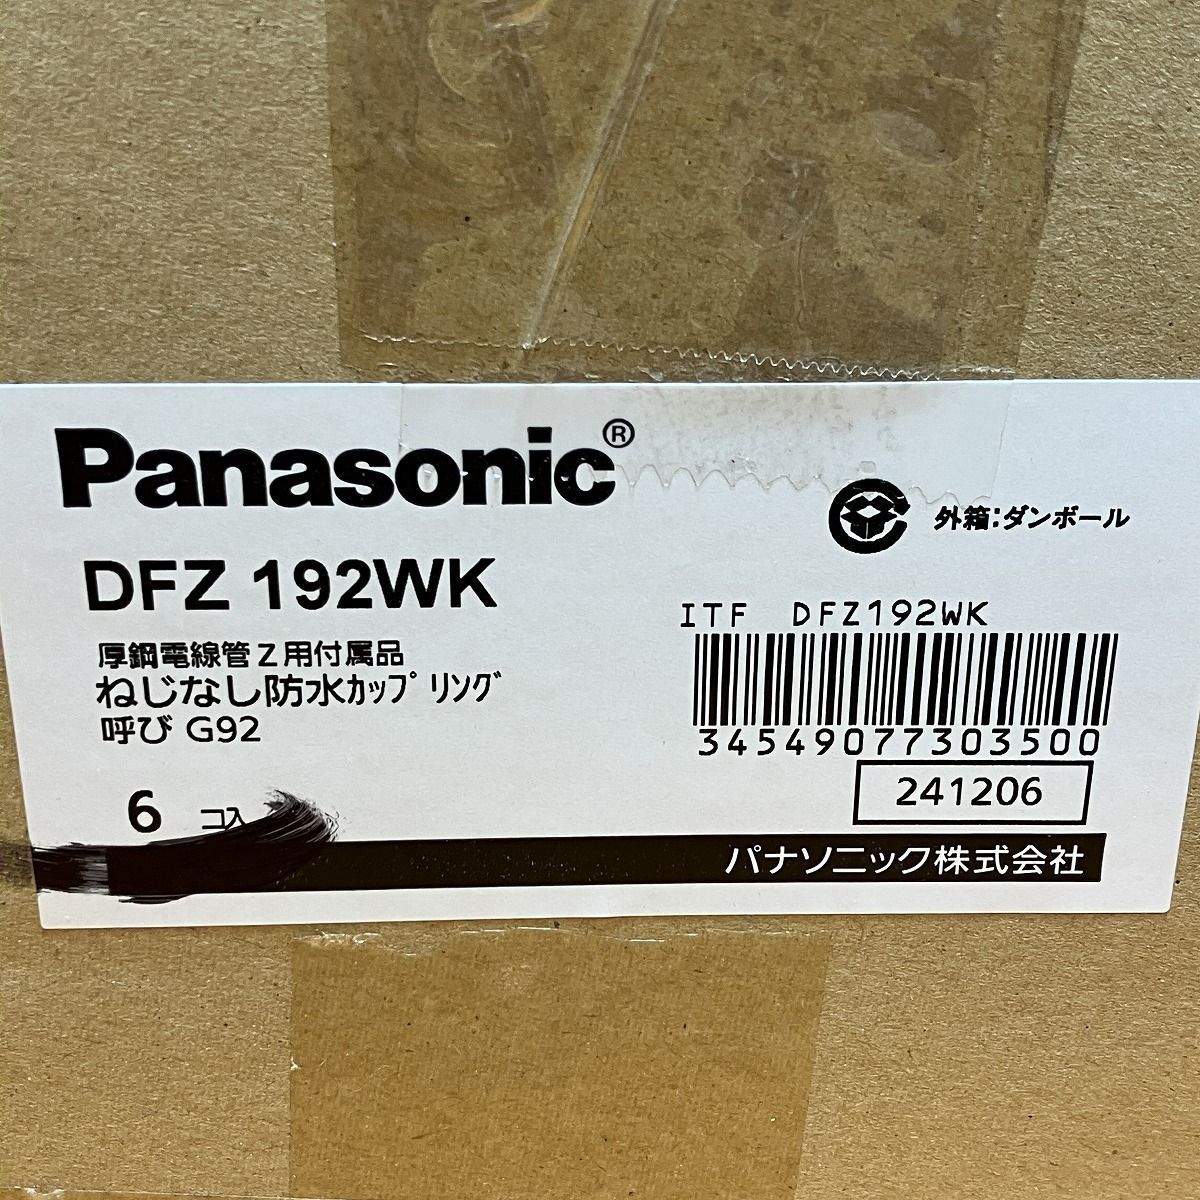 Panasonic®
外箱:ダンボール
DFZ 192WK
ITF DFZ192WK
厚鋼電線管Z用付属品
ねじなし防水ｶｯﾌﾟﾘﾝｸﾞ
呼び G92
34549077303500
6 コ入
241206
パナソニック株式会社